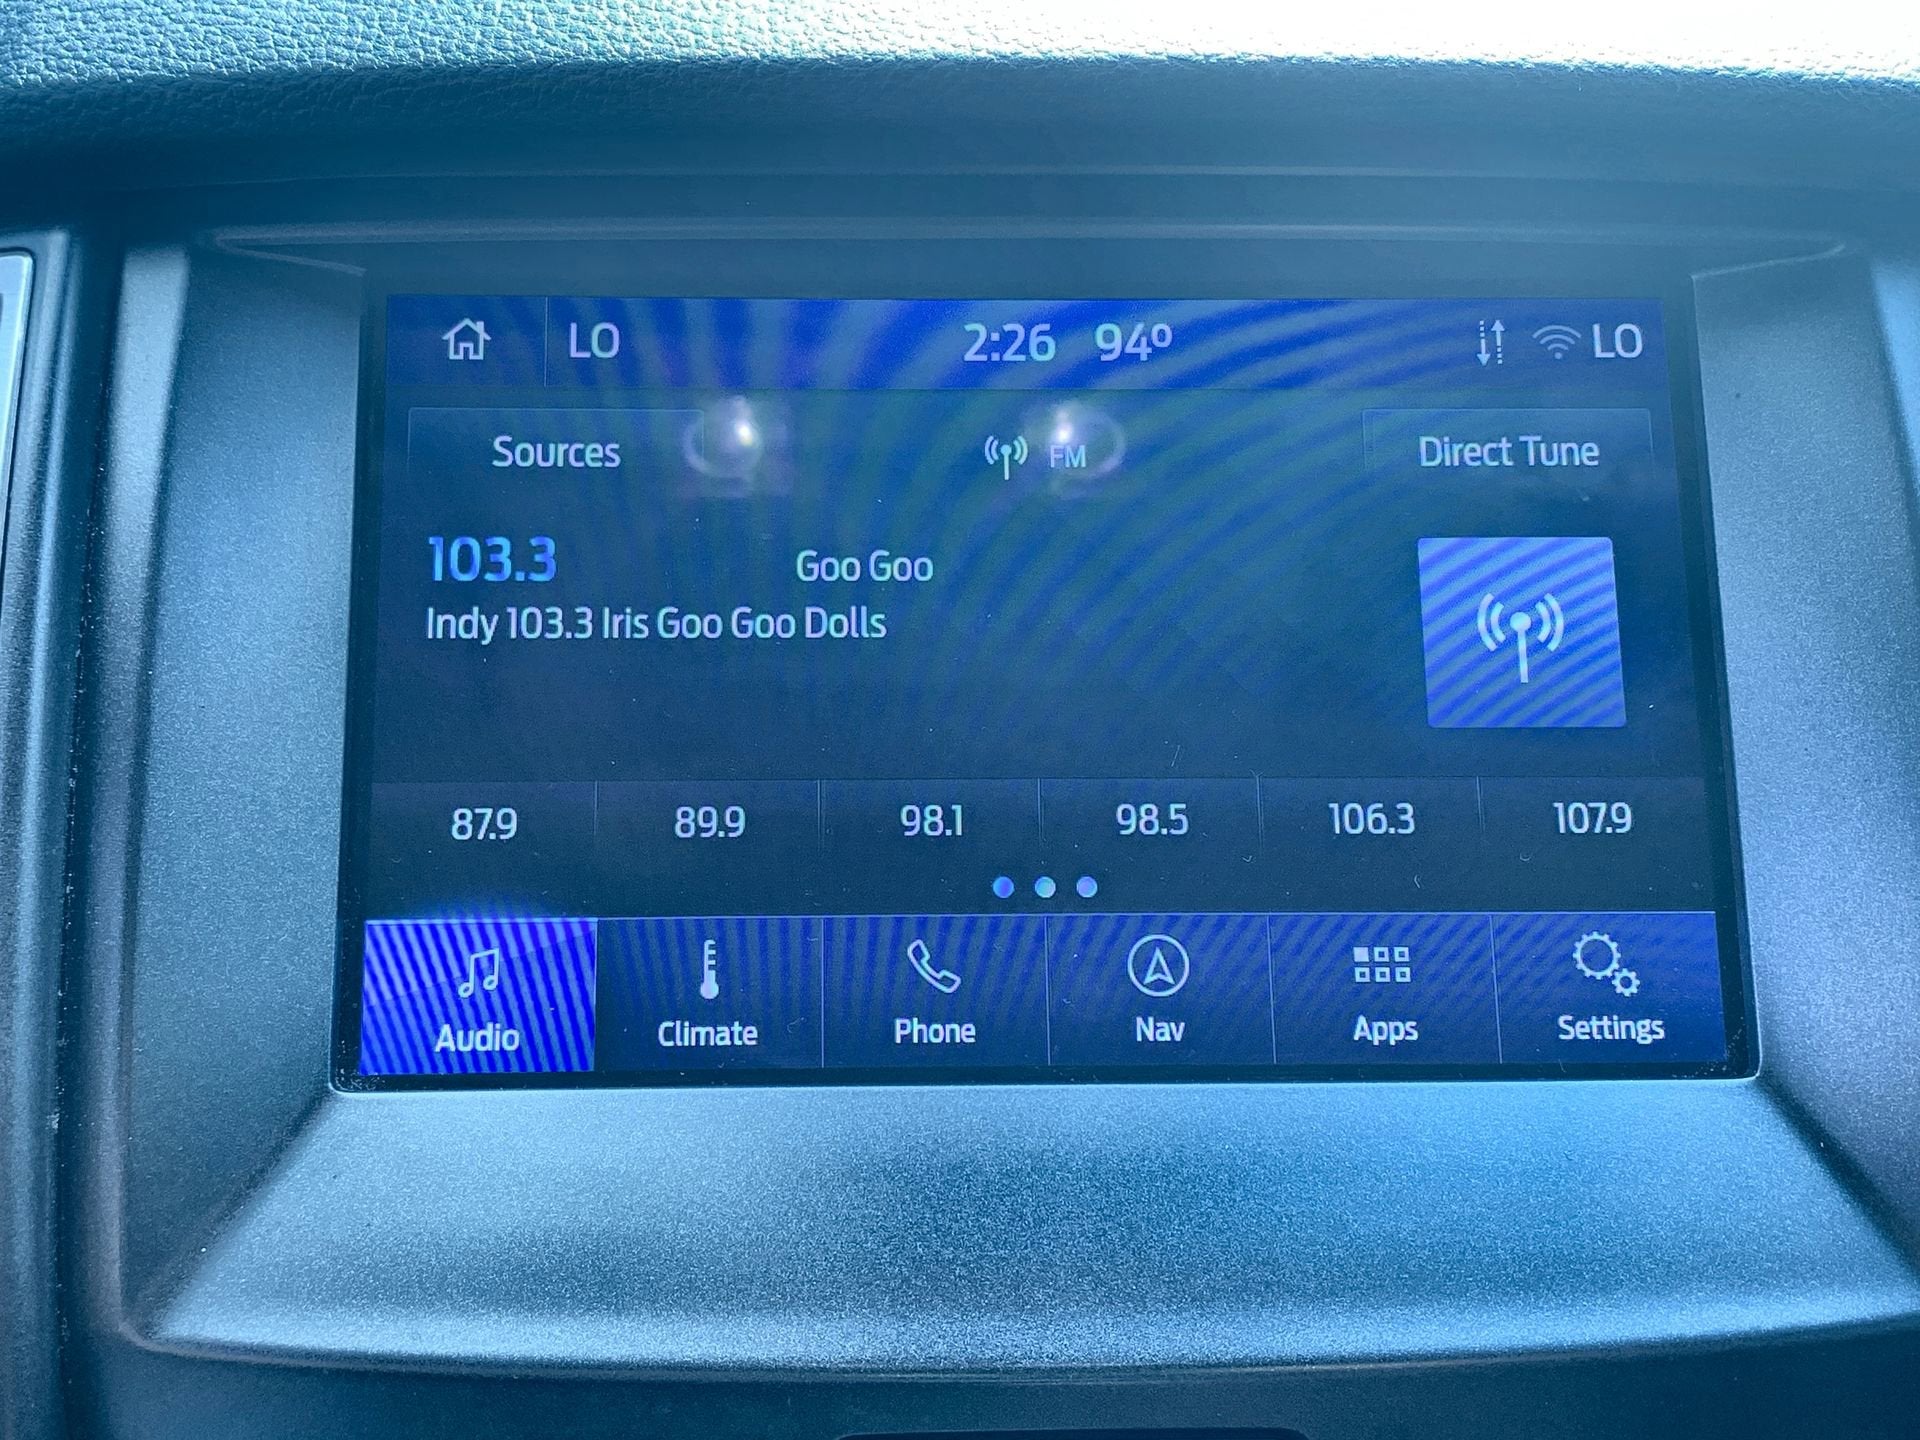 LO 2:26 94° LO
Sources FM Direct Tune
103.3 Goo Goo
Indy 103.3 Iris Goo Goo Dolls
87.9 89.9 98.1 98.5 106.3 107.9
Audio Climate Phone Nav Apps Settings